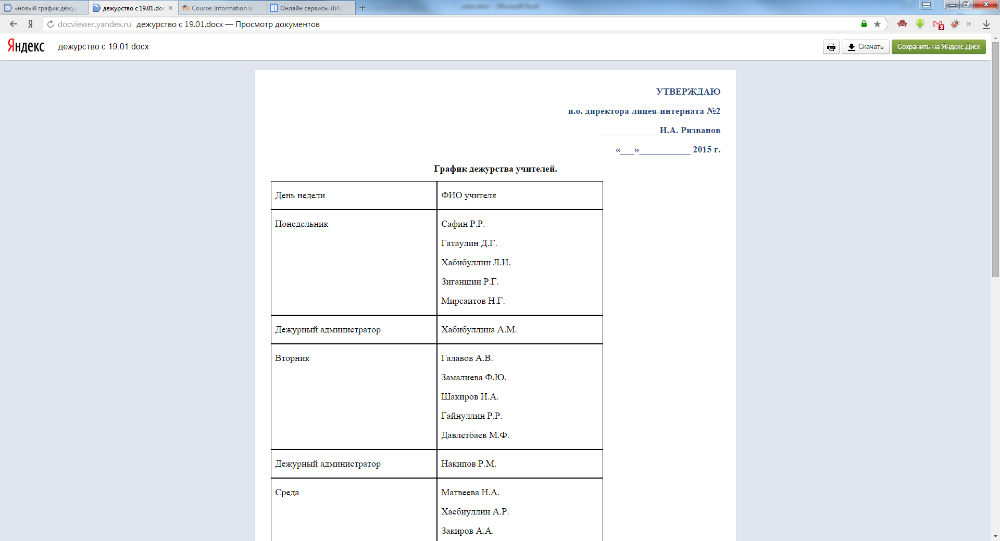 «новый график дежу
дежурство с 19.01.doc
Course: Information a
Онлайн сервисы ЛИ2
docviewer.yandex.ru дежурство с 19.01.docx — Просмотр документов
3
Яндекс
дежурство с 19.01.docx
Скачать
Сохранить на Яндекс.Диск
УТВЕРЖДАЮ
и.о. директора лицея-интерната №2
____________ И.А. Ризванов
«___»___________ 2015 г.
График дежурства учителей.
День недели ФИО учителя
Понедельник Сафин Р.Р.
Гатаулин Д.Г.
Хабибуллин Л.И.
Зиганшин Р.Г.
Мирсаитов Н.Г.
Дежурный администратор Хабибуллина А.М.
Вторник Галавов А.В.
Замалиева Ф.Ю.
Шакиров И.А.
Гайнуллин Р.Р.
Давлетбаев М.Ф.
Дежурный администратор Накипов Р.М.
Среда Матвеева Н.А.
Хасбиуллин А.Р.
Закиров А.А.